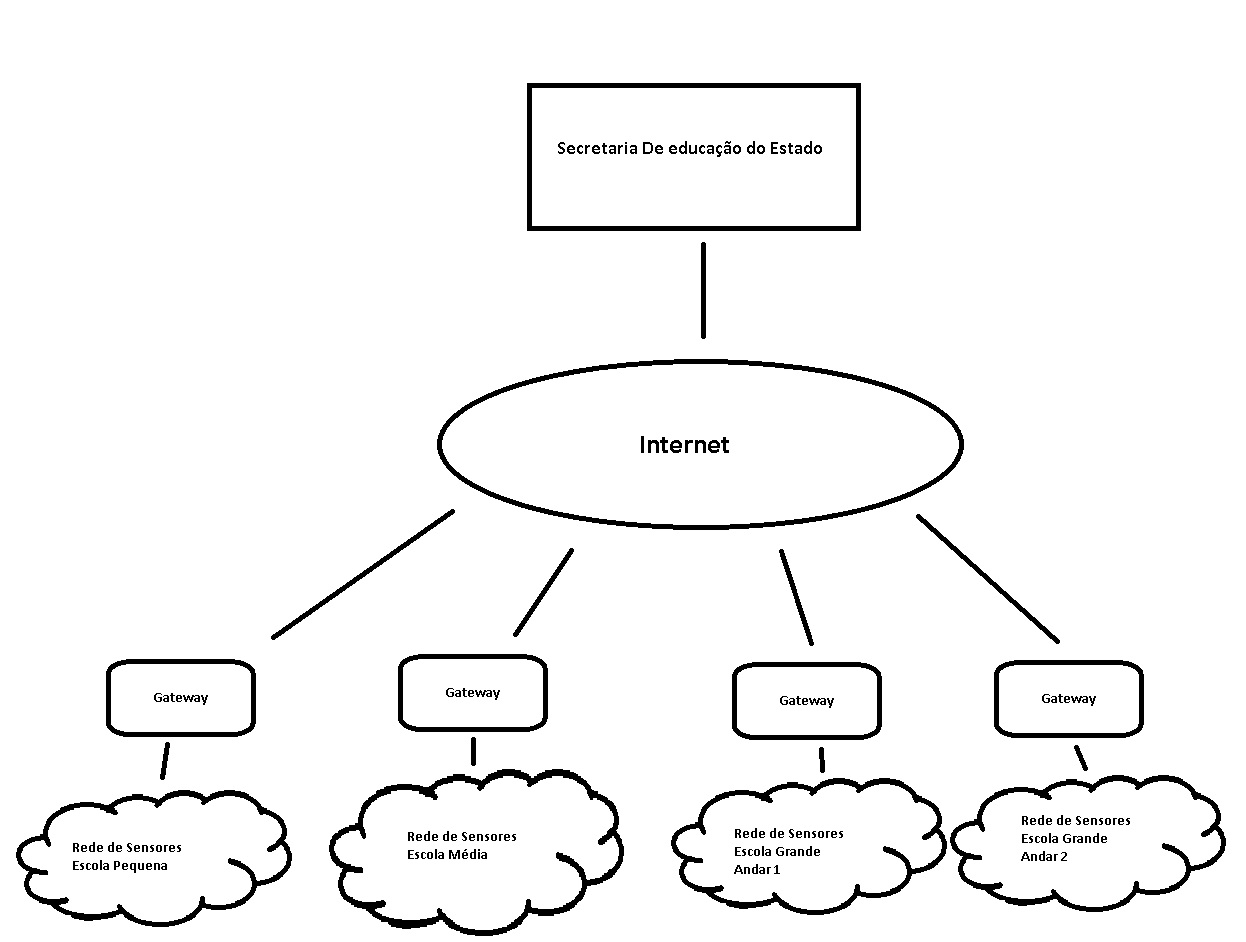 Secretaria De educação do Estado
Internet
Gateway
Gateway
Gateway
Gateway
Rede de Sensores
Escola Pequena
Rede de Sensores
Escola Média
Rede de Sensores
Escola Grande
Andar 1
Rede de Sensores
Escola Grande
Andar 2